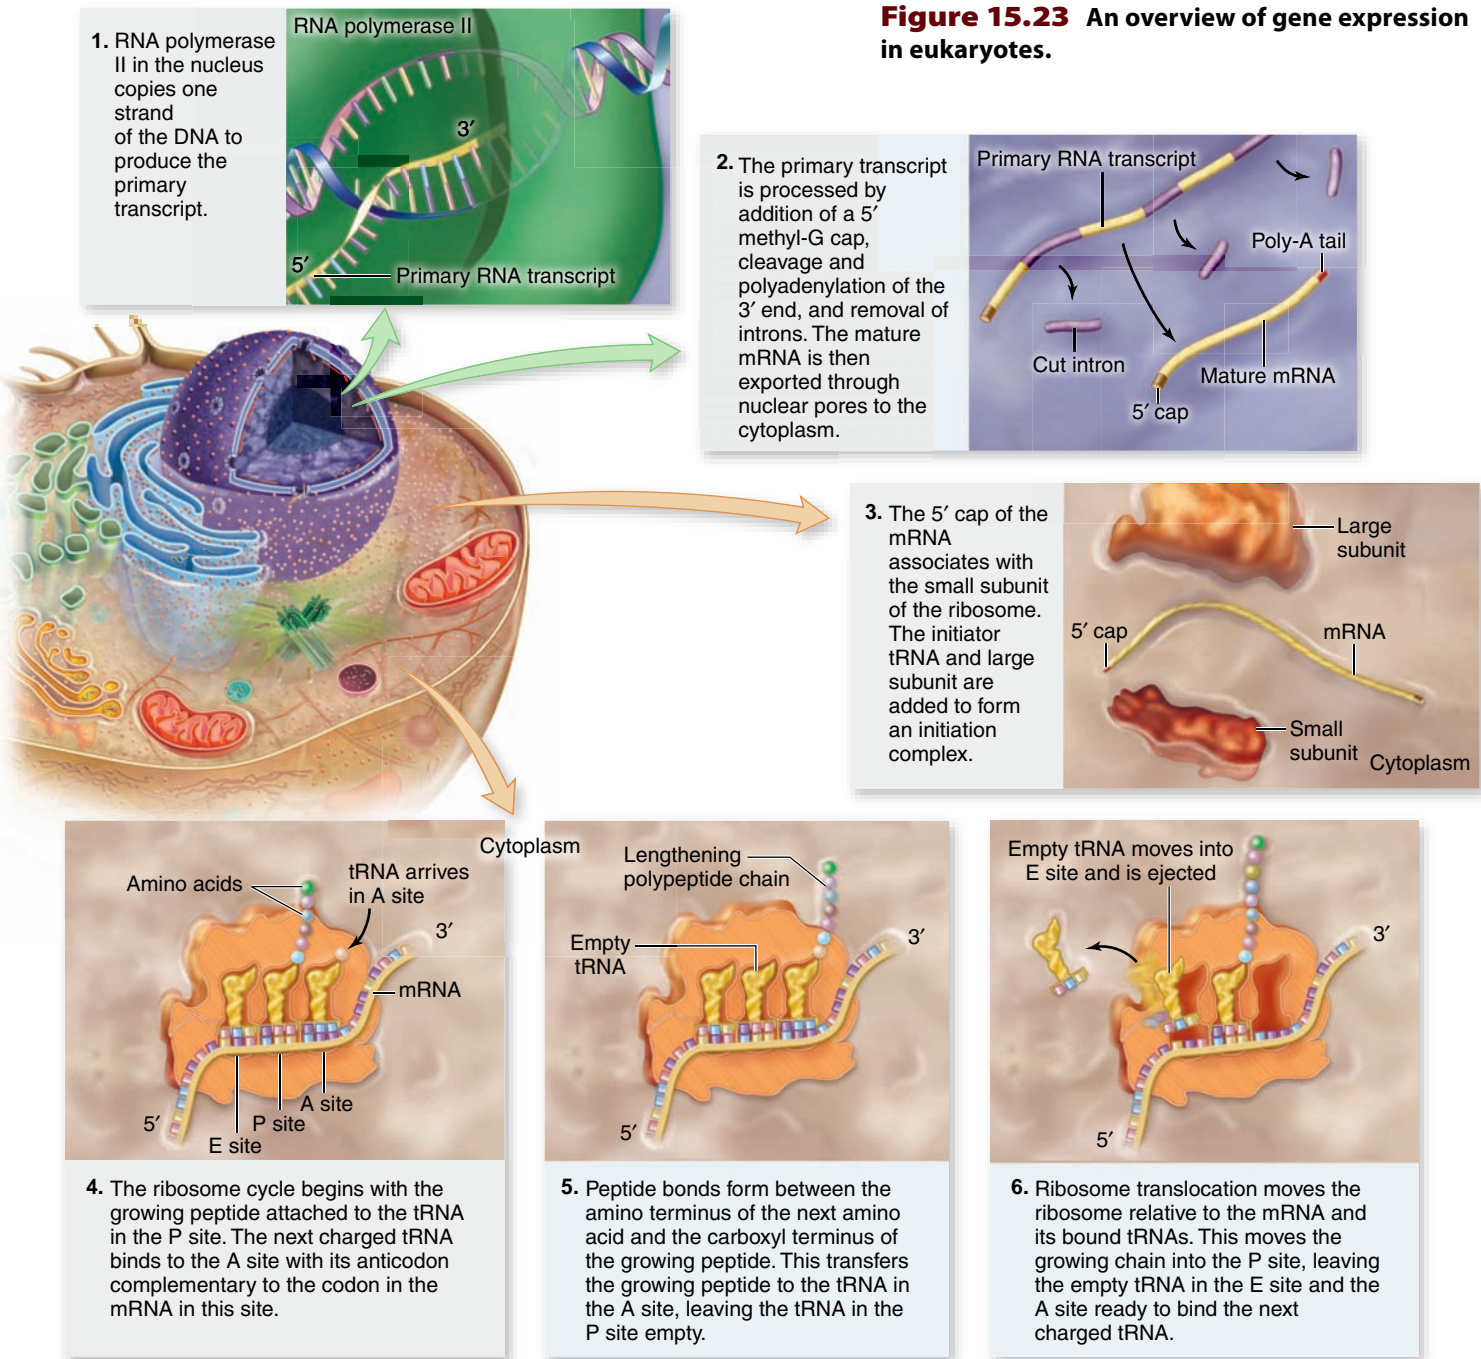 Figure 15.23 An overview of gene expression
in eukaryotes.
1. RNA polymerase
II in the nucleus
copies one
strand
of the DNA to
produce the
primary
transcript.
RNA polymerase II
3′
5′
Primary RNA transcript
2. The primary transcript
is processed by
addition of a 5′
methyl-G cap,
cleavage and
polyadenylation of the
3′ end, and removal of
introns. The mature
mRNA is then
exported through
nuclear pores to the
cytoplasm.
Primary RNA transcript
Poly-A tail
Cut intron
Mature mRNA
5′ cap
3. The 5′ cap of the
mRNA
associates with
the small subunit
of the ribosome.
The initiator
tRNA and large
subunit are
added to form
an initiation
complex.
Large
subunit
5′ cap
mRNA
Small
subunit
Cytoplasm
Cytoplasm
Amino acids
tRNA arrives
in A site
3′
mRNA
A site
P site
E site
5′
4. The ribosome cycle begins with the
growing peptide attached to the tRNA
in the P site. The next charged tRNA
binds to the A site with its anticodon
complementary to the codon in the
mRNA in this site.
Lengthening
polypeptide chain
Empty
tRNA
3′
5′
5. Peptide bonds form between the
amino terminus of the next amino
acid and the carboxyl terminus of
the growing peptide. This transfers
the growing peptide to the tRNA in
the A site, leaving the tRNA in the
P site empty.
Empty tRNA moves into
E site and is ejected
3′
5′
6. Ribosome translocation moves the
ribosome relative to the mRNA and
its bound tRNAs. This moves the
growing chain into the P site, leaving
the empty tRNA in the E site and the
A site ready to bind the next
charged tRNA.